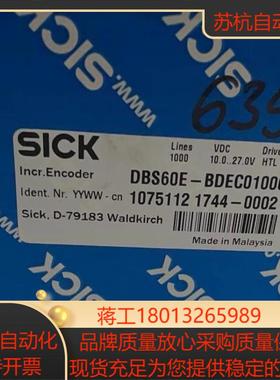 苏杭自动
SICK
SICK
Lines VDC Drive
1000 10.0...27.0V HTL
SICK
Incr.Encoder DBS60E-BDEC0100
Ident. Nr. YYWW - cn 1075112 1744-0002
Sick, D-79183 Waldkirch
Made in Malaysia
蒋工18013265989
自动化 品牌质量放心采购质量保
开票 现货充足为您提供稳定